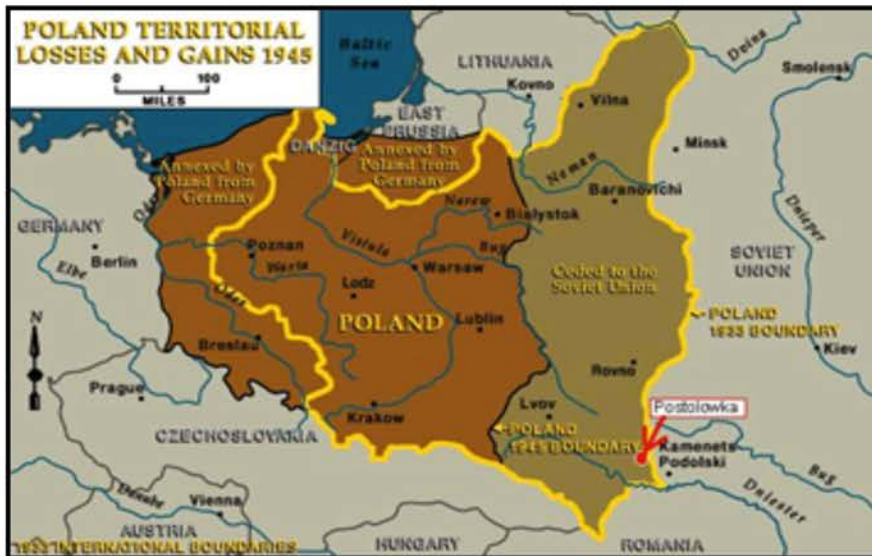 POLAND TERRITORIAL
LOSSES AND GAINS 1945
0 100
MILES
Baltic
Sea
LITHUANIA
Kovno
Dvina
Smolensk
Vilna
EAST
PRUSSIA
DANZIG
Annexed by
Poland from
Germany
Annexed by
Poland from
Germany
Minsk
Neman
Baranovichi
Dnieper
Oder
Narew
Bialystok
GERMANY
Berlin
Poznan
Vistula
Bug
SOVIET
UNION
Elbe
Warta
Warsaw
Ceded to the
Soviet Union
Lodz
Oder
POLAND
Lublin
POLAND
1933 BOUNDARY
N
Breslau
Kiev
Rovno
Prague
Krakow
Lvov
Postolowka
POLAND
1945 BOUNDARY
CZECHOSLOVAKIA
Kamenets
Podolski
Bug
Danube
Vienna
Dniester
AUSTRIA
HUNGARY
ROMANIA
1933 INTERNATIONAL BOUNDARIES